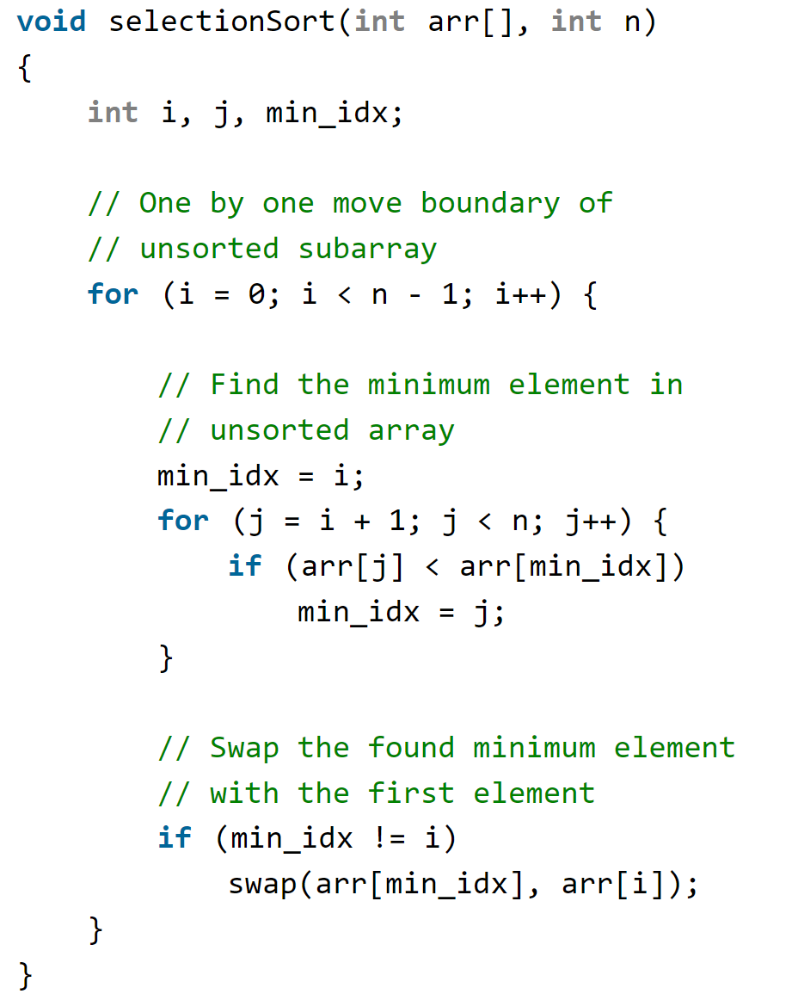 void selectionSort(int arr[], int n)
{
    int i, j, min_idx;

    // One by one move boundary of
    // unsorted subarray
    for (i = 0; i < n - 1; i++) {

        // Find the minimum element in
        // unsorted array
        min_idx = i;
        for (j = i + 1; j < n; j++) {
            if (arr[j] < arr[min_idx])
                min_idx = j;
        }

        // Swap the found minimum element
        // with the first element
        if (min_idx != i)
            swap(arr[min_idx], arr[i]);
    }
}